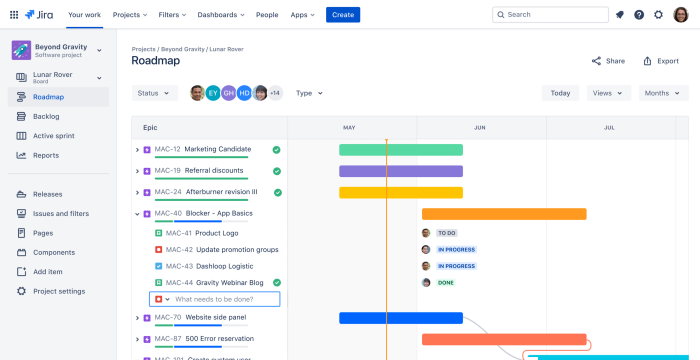 Jira
Your work
Projects
Filters
Dashboards
People
Apps
Create
Search
Beyond Gravity
Software project
Lunar Rover
Board
Roadmap
Backlog
Active sprint
Reports
Releases
Issues and filters
Pages
Components
Add item
Project settings
Projects / Beyond Gravity / Lunar Rover
Roadmap
Share
Export
Status
EY
GH
HD
+14
Type
Today
Views
Months
Epic
MAY
JUN
JUL
MAC-12 Marketing Candidate
MAC-19 Referral discounts
MAC-24 Afterburner revision III
MAC-40 Blocker - App Basics
MAC-41 Product Logo
TO DO
MAC-42 Update promotion groups
IN PROGRESS
MAC-43 Dashloop Logistic
IN PROGRESS
MAC-44 Gravity Webinar Blog
DONE
What needs to be done?
MAC-70 Website side panel
MAC-87 500 Error reservation
MAC-101 Create custom user